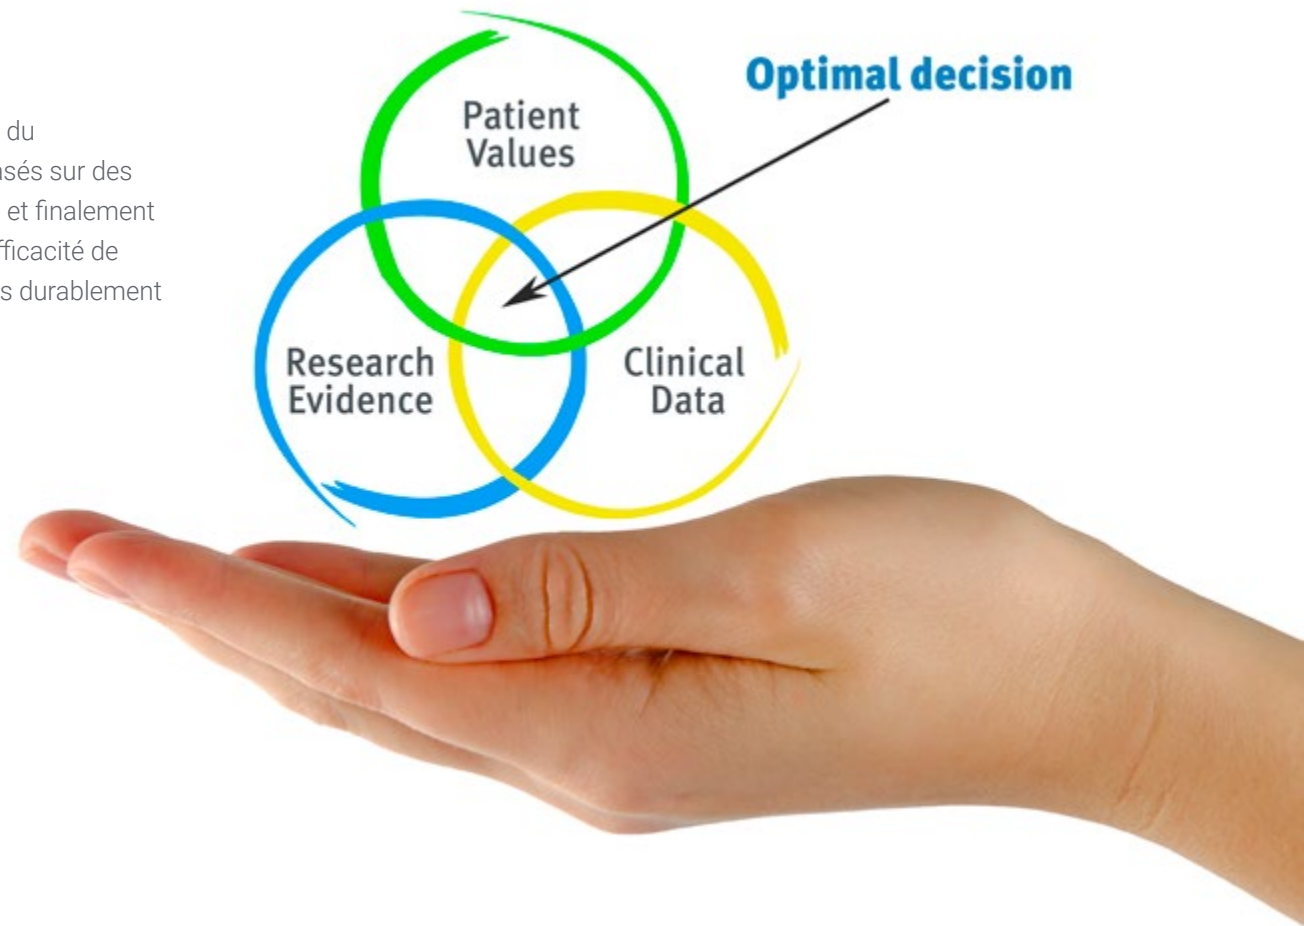 du
asés sur des
et finalement
fficacité de
s durablement
Optimal decision
Patient
Values
Research
Evidence
Clinical
Data